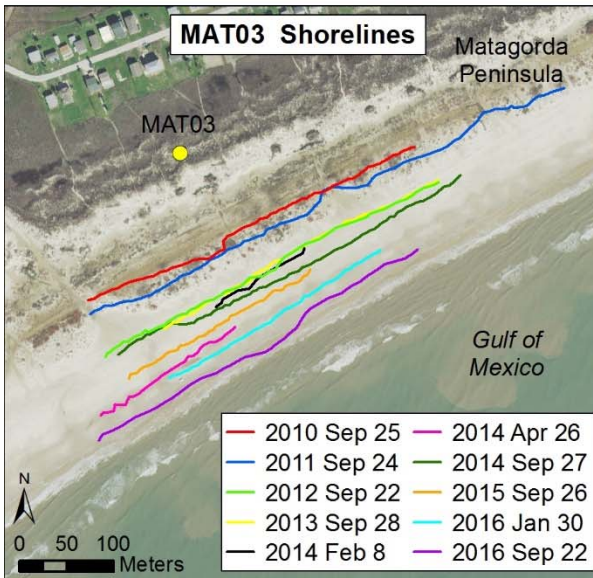 MAT03 Shorelines
Matagorda
Peninsula
MAT03
Gulf of
Mexico
2010 Sep 25
2011 Sep 24
2012 Sep 22
2013 Sep 28
2014 Feb 8
2014 Apr 26
2014 Sep 27
2015 Sep 26
2016 Jan 30
2016 Sep 22
N
0 50 100
Meters